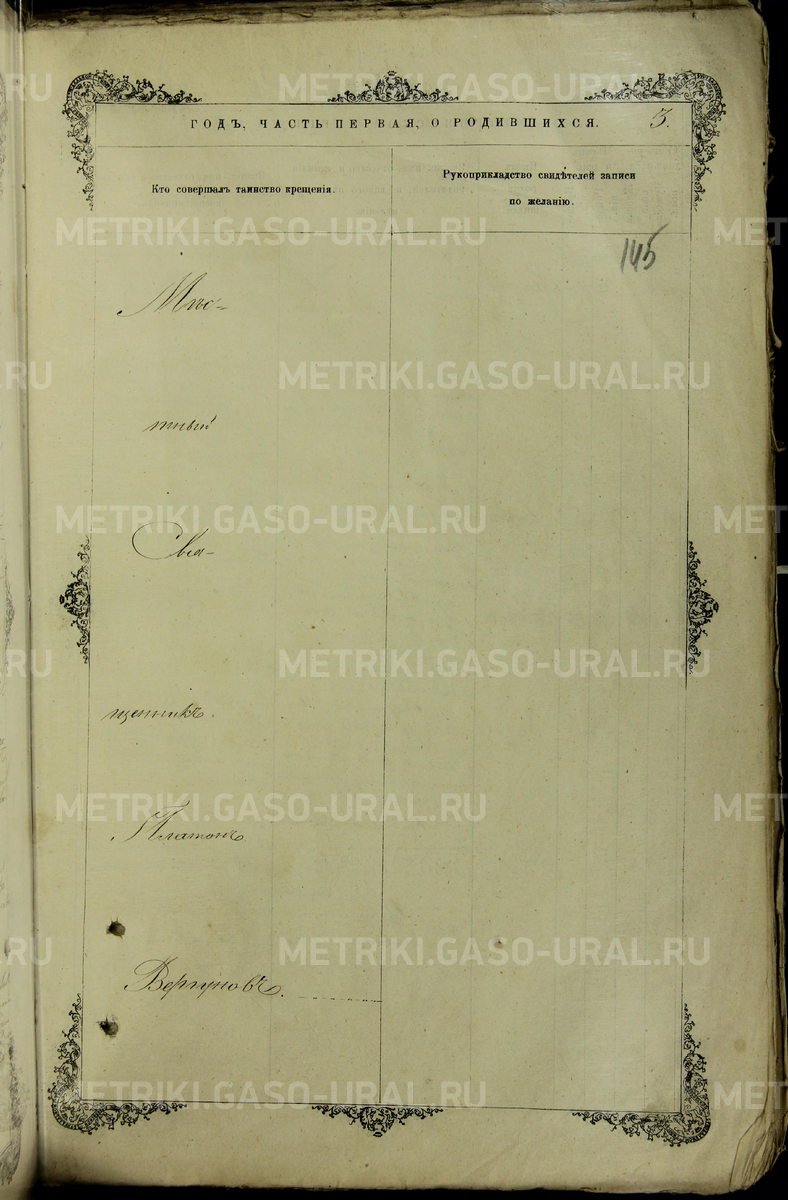 ГОДЪ, ЧАСТЬ ПЕРВАЯ, О РОДИВШИХСЯ.
3.
Кто совершалъ таинство крещенія.
Рукоприкладство свидѣтелей записи
по желанію.
145
Мѣс-
тный
Свя-
щенникъ.
Платонъ
Вергуновъ.
METRIKI.GASO-URAL.RU